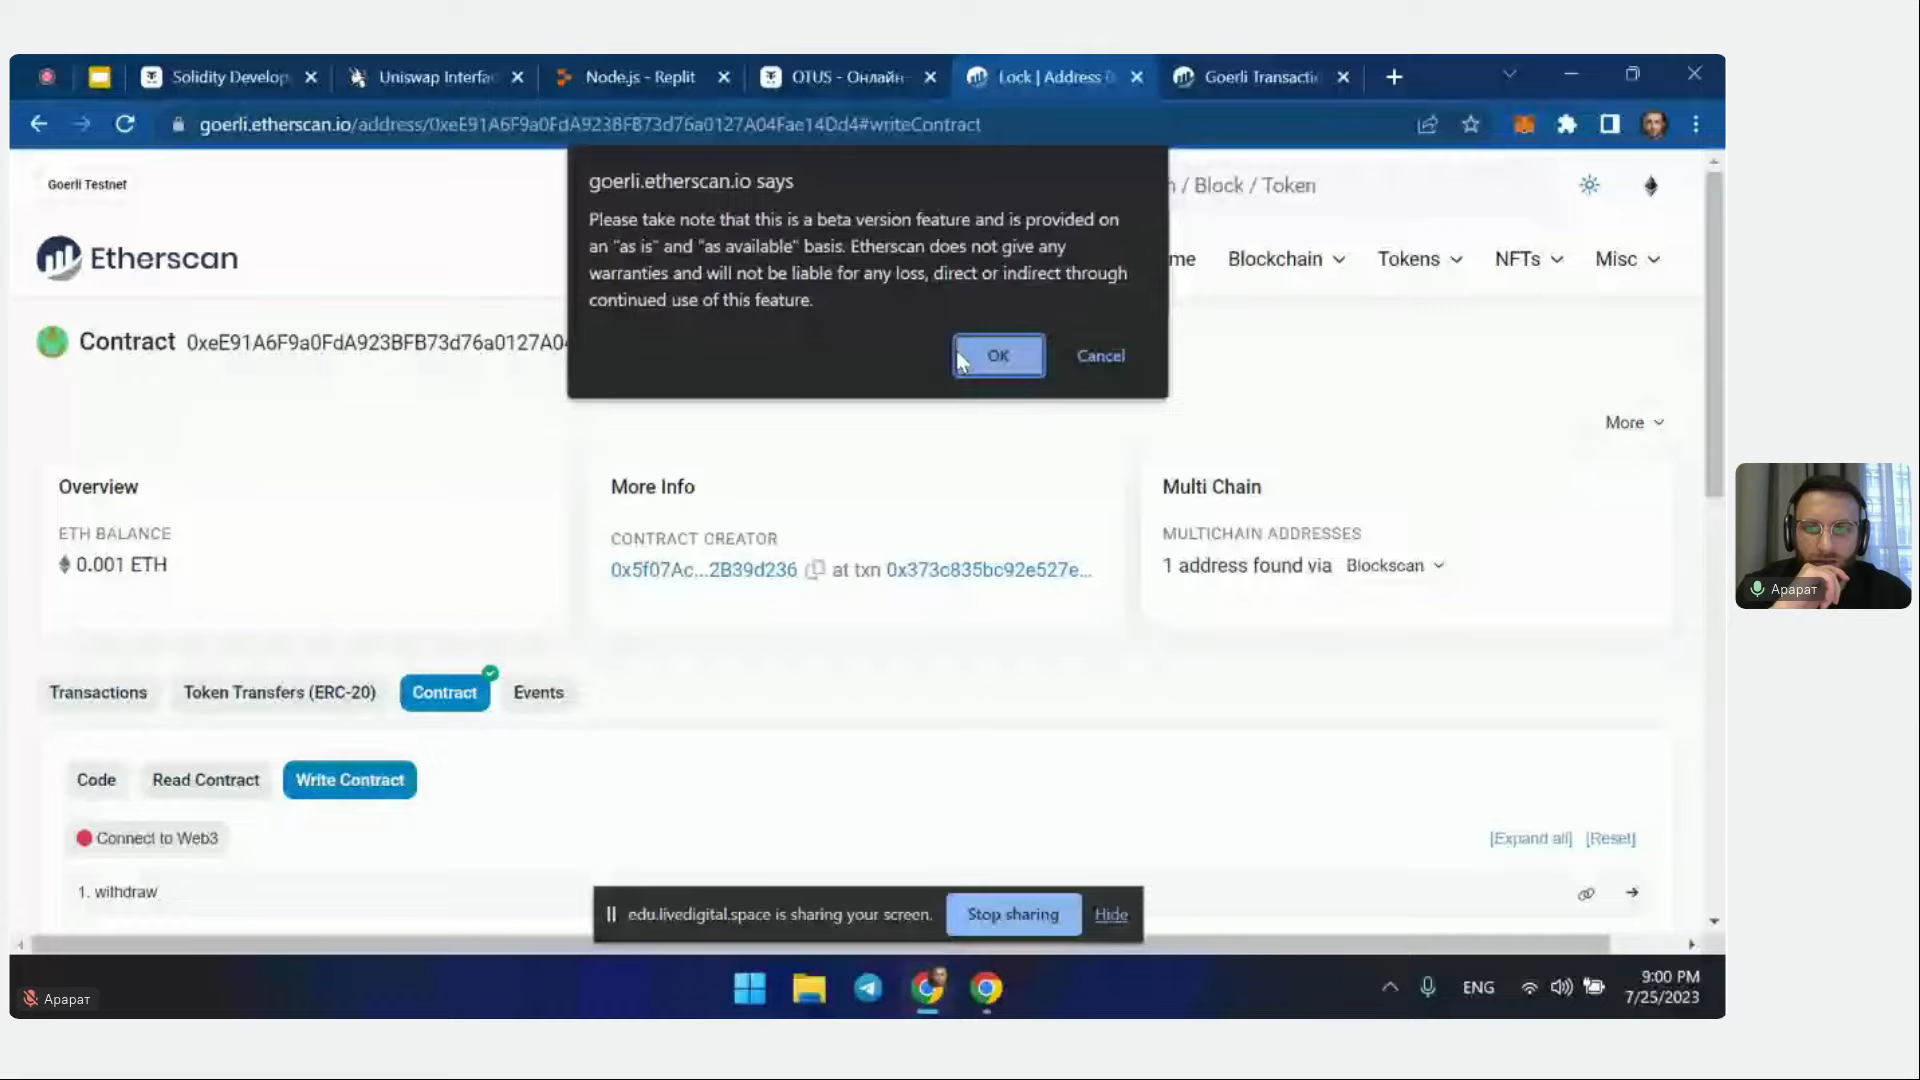 Solidity Develop
Uniswap Interfa
Node.js - Replit
OTUS - Онлайн
Lock | Address 0
Goerli Transacti
goerli.etherscan.io/address/0xeE91A6F9a0FdA923BFB73d76a0127A04Fae14Dd4#writeContract
goerli.etherscan.io says
Please take note that this is a beta version feature and is provided on
an "as is" and "as available" basis. Etherscan does not give any
warranties and will not be liable for any loss, direct or indirect through
continued use of this feature.
OK
Cancel
Goerli Testnet
/ Block / Token
Etherscan
me
Blockchain
Tokens
NFTs
Misc
Contract 0xeE91A6F9a0FdA923BFB73d76a0127A0
More
Overview
ETH BALANCE
0.001 ETH
More Info
CONTRACT CREATOR
0x5f07Ac...2B39d236 at txn 0x373c835bc92e527e...
Multi Chain
MULTICHAIN ADDRESSES
1 address found via Blockscan
Transactions
Token Transfers (ERC-20)
Contract
Events
Code
Read Contract
Write Contract
Connect to Web3
[Expand all] [Reset]
1. withdraw
edu.livedigital.space is sharing your screen.
Stop sharing
Hide
Арарат
ENG
9:00 PM
7/25/2023
Арарат